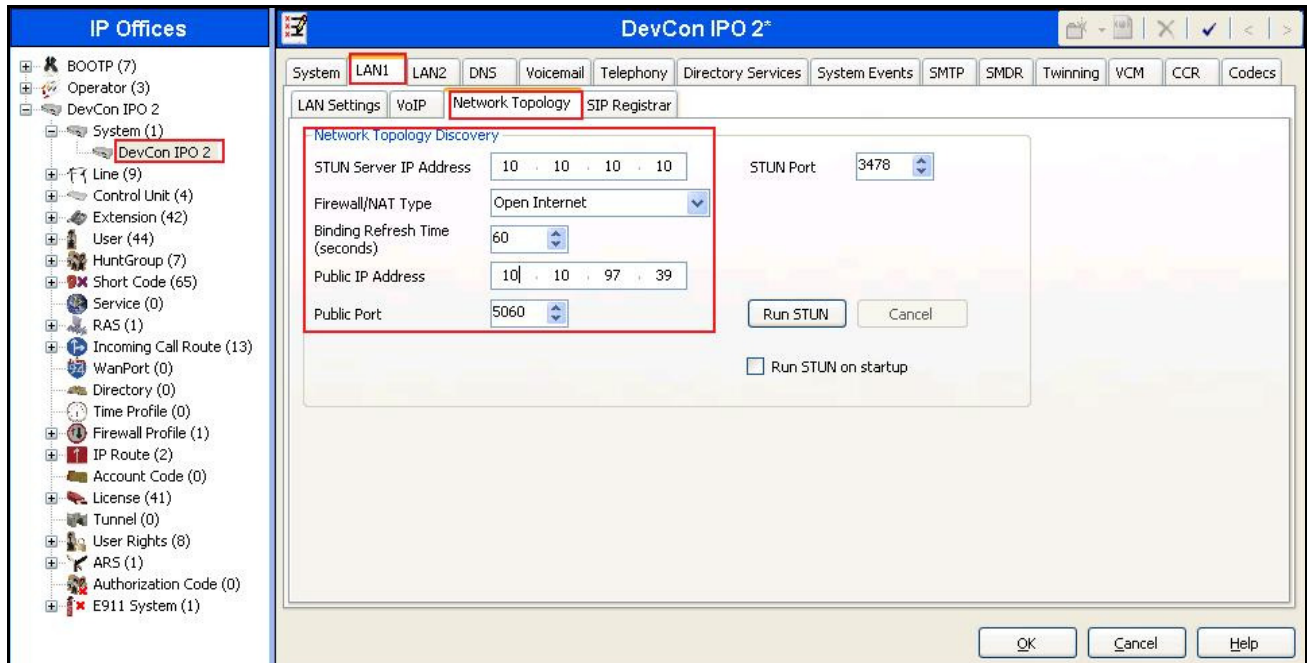 IP Offices
BOOTP (7)
Operator (3)
DevCon IPO 2
System (1)
DevCon IPO 2
Line (9)
Control Unit (4)
Extension (42)
User (44)
HuntGroup (7)
Short Code (65)
Service (0)
RAS (1)
Incoming Call Route (13)
WanPort (0)
Directory (0)
Time Profile (0)
Firewall Profile (1)
IP Route (2)
Account Code (0)
License (41)
Tunnel (0)
User Rights (8)
ARS (1)
Authorization Code (0)
E911 System (1)
DevCon IPO 2*
System LAN1 LAN2 DNS Voicemail Telephony Directory Services System Events SMTP SMDR Twinning VCM CCR Codecs
LAN Settings VoIP Network Topology SIP Registrar
Network Topology Discovery
STUN Server IP Address 10 . 10 . 10 . 10 STUN Port 3478
Firewall/NAT Type Open Internet
Binding Refresh Time
(seconds) 60
Public IP Address 10 . 10 . 97 . 39
Public Port 5060 Run STUN Cancel
Run STUN on startup
OK Cancel Help